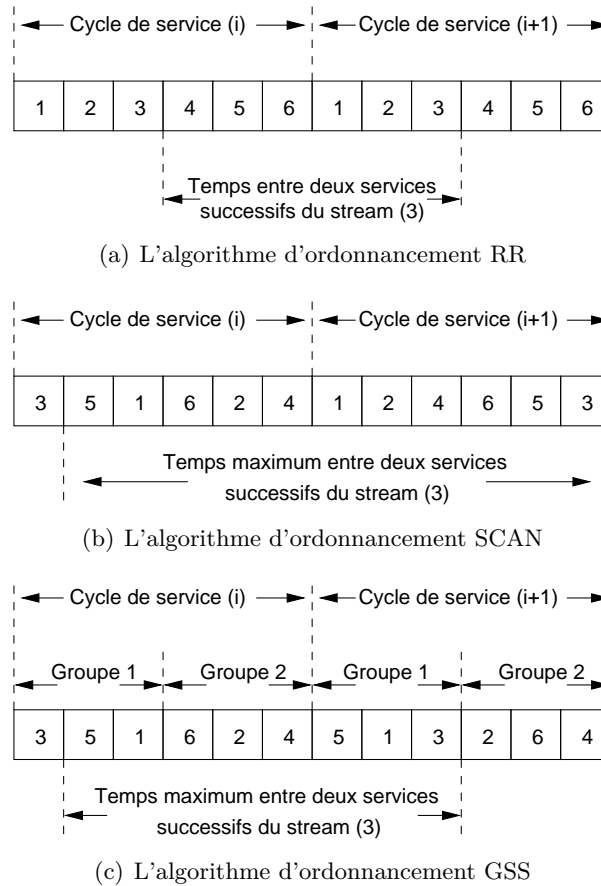 Cycle de service (i) Cycle de service (i+1)
1 2 3 4 5 6 1 2 3 4 5 6
Temps entre deux services
successifs du stream (3)
(a) L'algorithme d'ordonnancement RR
Cycle de service (i) Cycle de service (i+1)
3 5 1 6 2 4 1 2 4 6 5 3
Temps maximum entre deux services
successifs du stream (3)
(b) L'algorithme d'ordonnancement SCAN
Cycle de service (i) Cycle de service (i+1)
Groupe 1 Groupe 2 Groupe 1 Groupe 2
3 5 1 6 2 4 5 1 3 2 6 4
Temps maximum entre deux services
successifs du stream (3)
(c) L'algorithme d'ordonnancement GSS